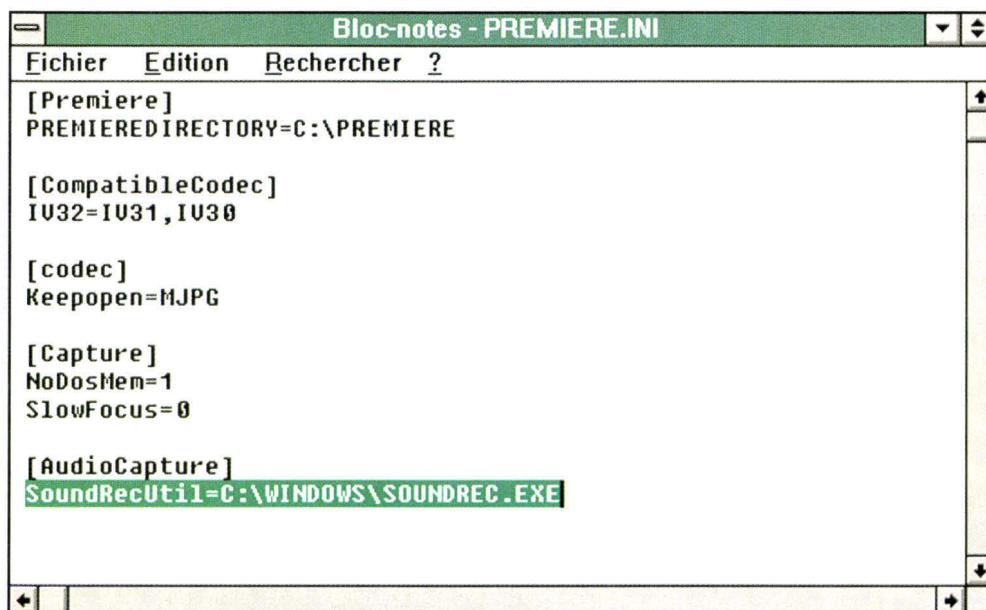 Bloc-notes - PREMIERE.INI
Fichier Edition Rechercher ?
[Premiere]
PREMIEREDIRECTORY=C:\PREMIERE
[CompatibleCodec]
IV32=IV31,IV30
[codec]
Keepopen=MJPG
[Capture]
NoDosMem=1
SlowFocus=0
[AudioCapture]
SoundRecUtil=C:\WINDOWS\SOUNDREC.EXE